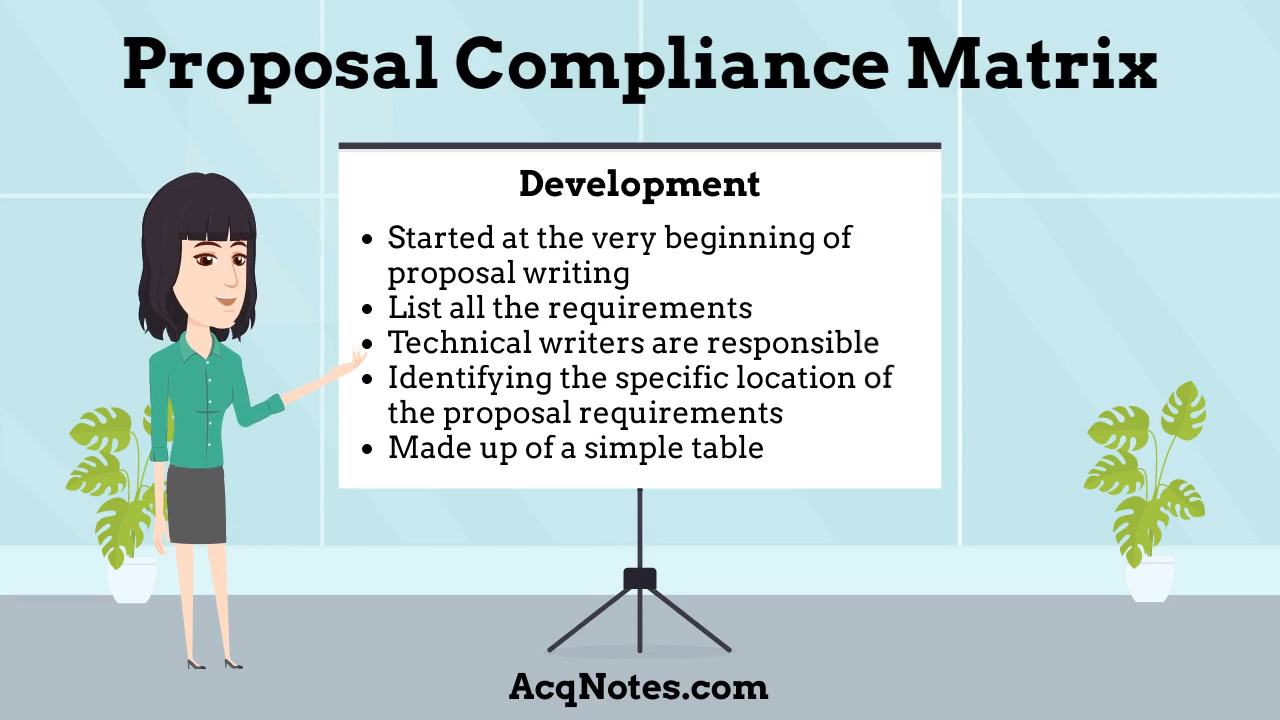 Proposal Compliance Matrix
Development
• Started at the very beginning of
proposal writing
• List all the requirements
• Technical writers are responsible
• Identifying the specific location of
the proposal requirements
• Made up of a simple table
AcqNotes.com